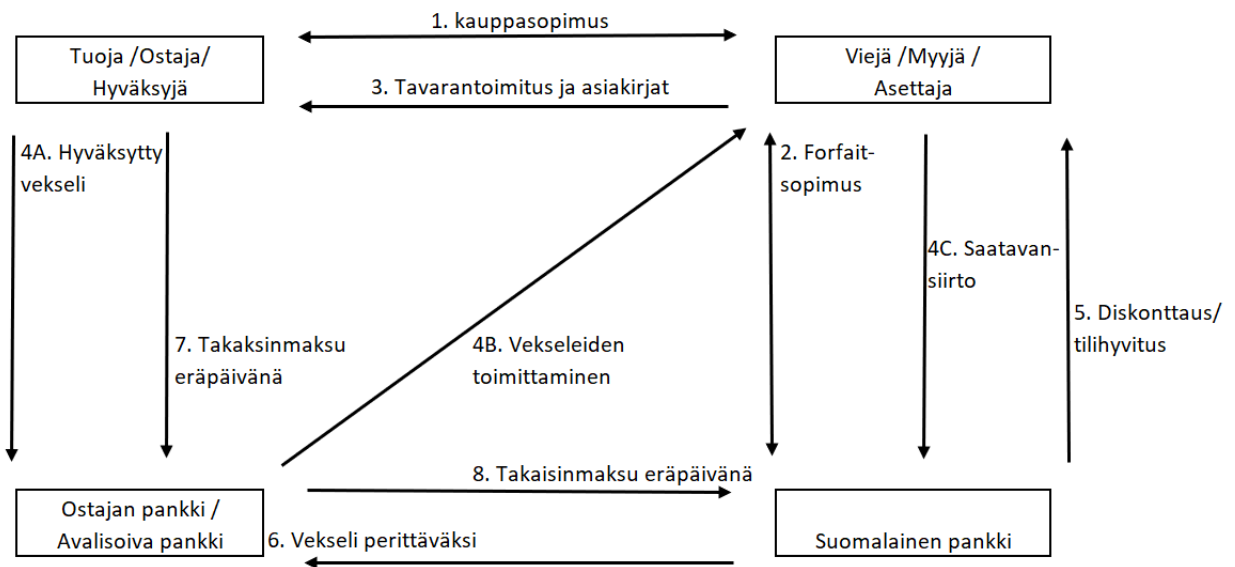 1. kauppasopimus
Tuoja /Ostaja/
Hyväksyjä
Viejä /Myyjä /
Asettaja
3. Tavarantoimitus ja asiakirjat
4A. Hyväksytty
vekseli
2. Forfait-
sopimus
4C. Saatavan-
siirto
5. Diskonttaus/
tilihyvitus
7. Takaksinmaksu
eräpäivänä
4B. Vekseleiden
toimittaminen
8. Takaisinmaksu eräpäivänä
Ostajan pankki /
Avalisoiva pankki
6. Vekseli perittäväksi
Suomalainen pankki